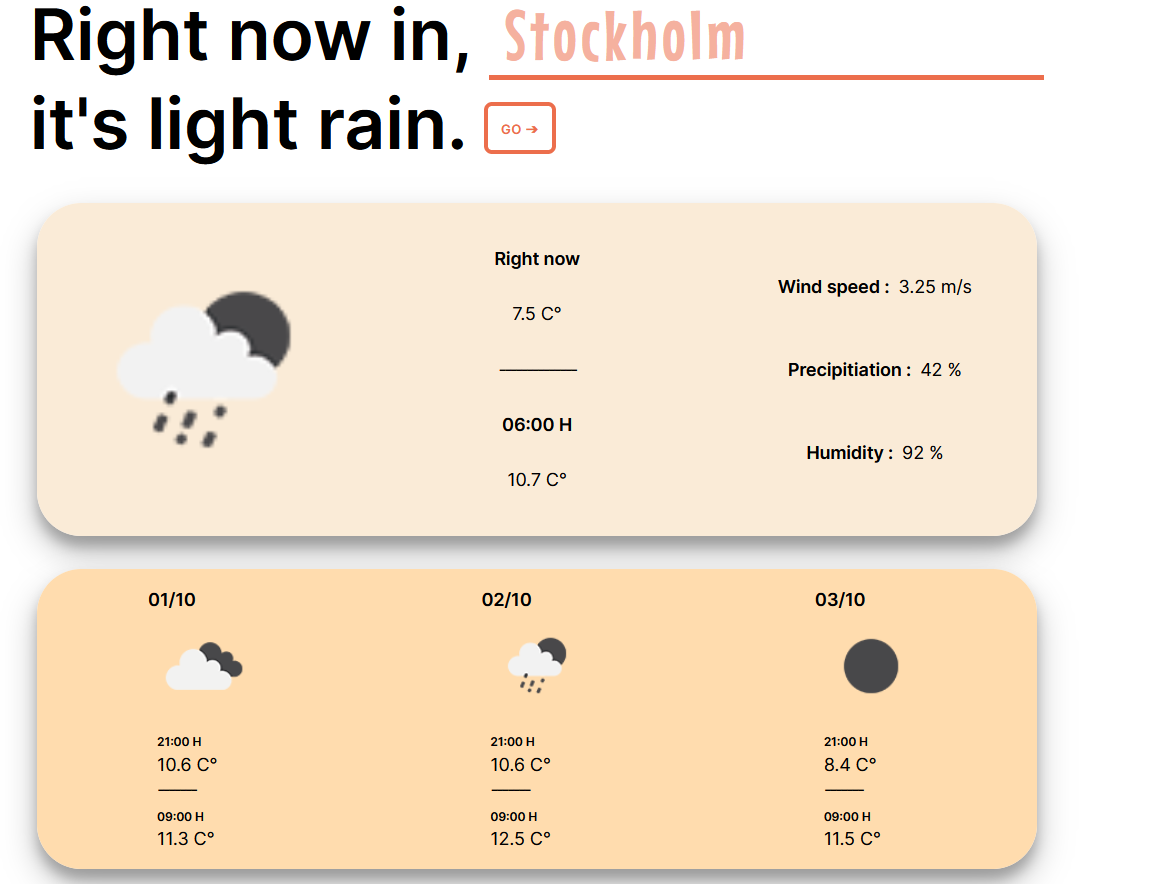 Right now in, Stockholm
it's light rain. GO ➔
Right now
7.5 C°
06:00 H
10.7 C°
Wind speed : 3.25 m/s
Precipitiation : 42 %
Humidity : 92 %
01/10
21:00 H
10.6 C°
09:00 H
11.3 C°
02/10
21:00 H
10.6 C°
09:00 H
12.5 C°
03/10
21:00 H
8.4 C°
09:00 H
11.5 C°